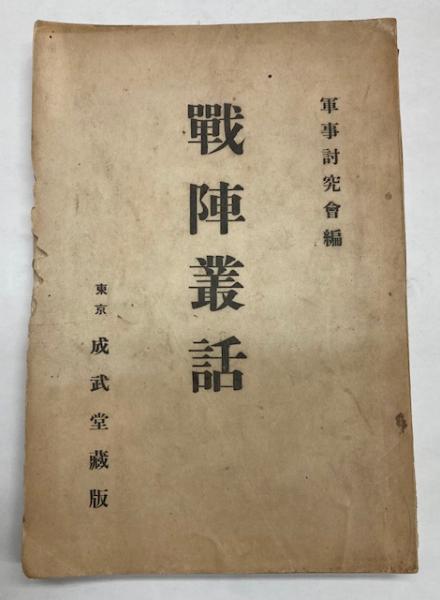 軍事討究會編
戰陣叢話
東京 成武堂藏版